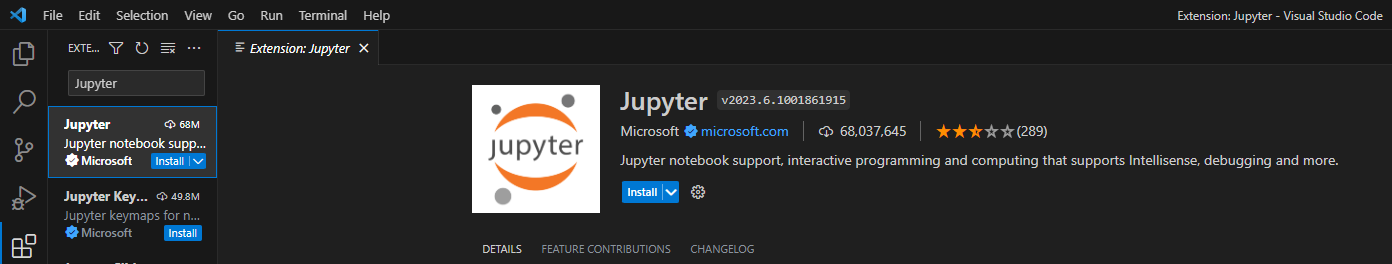 File Edit Selection View Go Run Terminal Help Extension: Jupyter - Visual Studio Code
EXTE...
Jupyter
Jupyter 68M
Jupyter notebook supp...
Microsoft Install
Jupyter Key... 49.8M
Jupyter keymaps for n...
Microsoft Install
Extension: Jupyter
jupyter
Jupyter v2023.6.1001861915
Microsoft microsoft.com 68,037,645 (289)
Jupyter notebook support, interactive programming and computing that supports Intellisense, debugging and more.
Install
DETAILS FEATURE CONTRIBUTIONS CHANGELOG